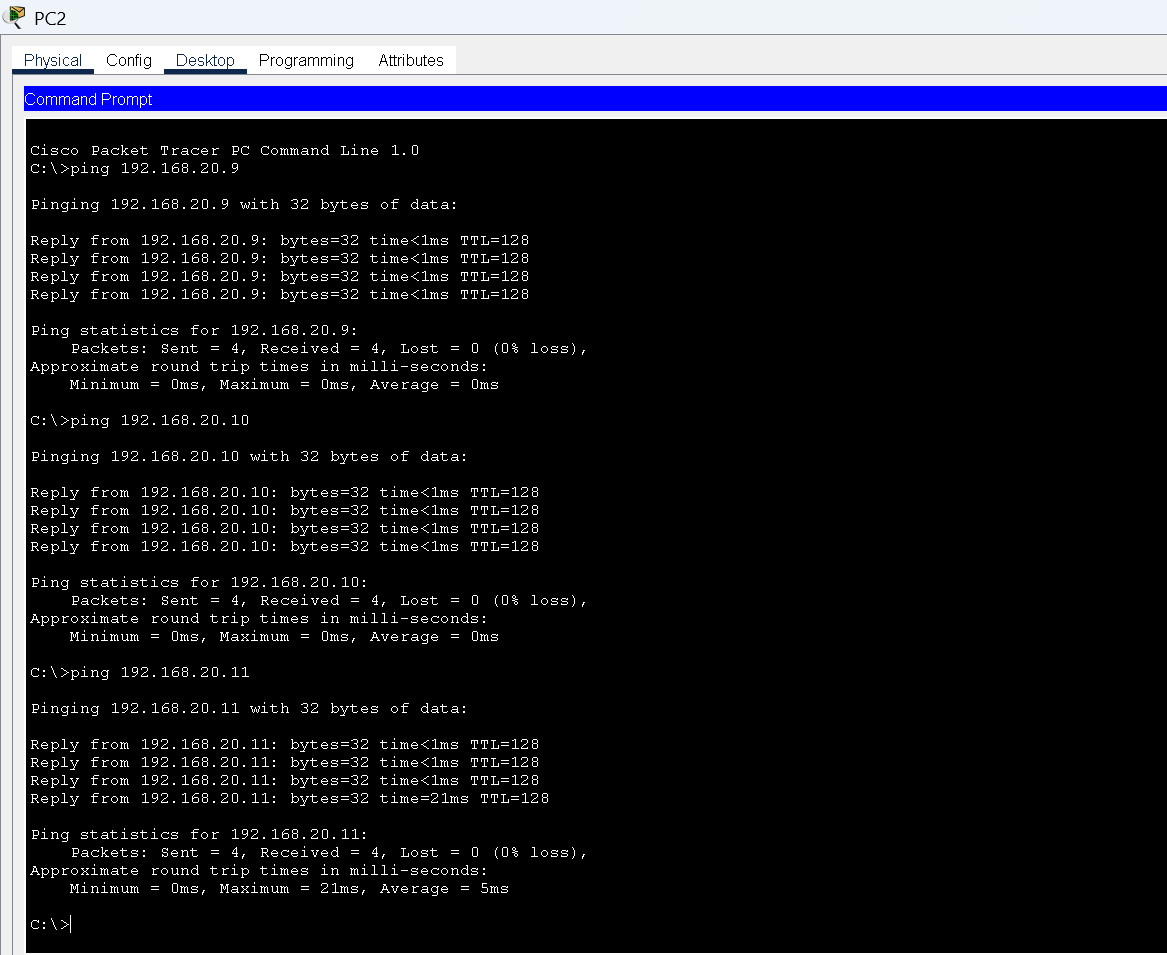 PC2
Physical Config Desktop Programming Attributes
Command Prompt
Cisco Packet Tracer PC Command Line 1.0
C:\>ping 192.168.20.9
Pinging 192.168.20.9 with 32 bytes of data:
Reply from 192.168.20.9: bytes=32 time<1ms TTL=128
Reply from 192.168.20.9: bytes=32 time<1ms TTL=128
Reply from 192.168.20.9: bytes=32 time<1ms TTL=128
Reply from 192.168.20.9: bytes=32 time<1ms TTL=128
Ping statistics for 192.168.20.9:
    Packets: Sent = 4, Received = 4, Lost = 0 (0% loss),
Approximate round trip times in milli-seconds:
    Minimum = 0ms, Maximum = 0ms, Average = 0ms
C:\>ping 192.168.20.10
Pinging 192.168.20.10 with 32 bytes of data:
Reply from 192.168.20.10: bytes=32 time<1ms TTL=128
Reply from 192.168.20.10: bytes=32 time<1ms TTL=128
Reply from 192.168.20.10: bytes=32 time<1ms TTL=128
Reply from 192.168.20.10: bytes=32 time<1ms TTL=128
Ping statistics for 192.168.20.10:
    Packets: Sent = 4, Received = 4, Lost = 0 (0% loss),
Approximate round trip times in milli-seconds:
    Minimum = 0ms, Maximum = 0ms, Average = 0ms
C:\>ping 192.168.20.11
Pinging 192.168.20.11 with 32 bytes of data:
Reply from 192.168.20.11: bytes=32 time<1ms TTL=128
Reply from 192.168.20.11: bytes=32 time<1ms TTL=128
Reply from 192.168.20.11: bytes=32 time<1ms TTL=128
Reply from 192.168.20.11: bytes=32 time=21ms TTL=128
Ping statistics for 192.168.20.11:
    Packets: Sent = 4, Received = 4, Lost = 0 (0% loss),
Approximate round trip times in milli-seconds:
    Minimum = 0ms, Maximum = 21ms, Average = 5ms
C:\>